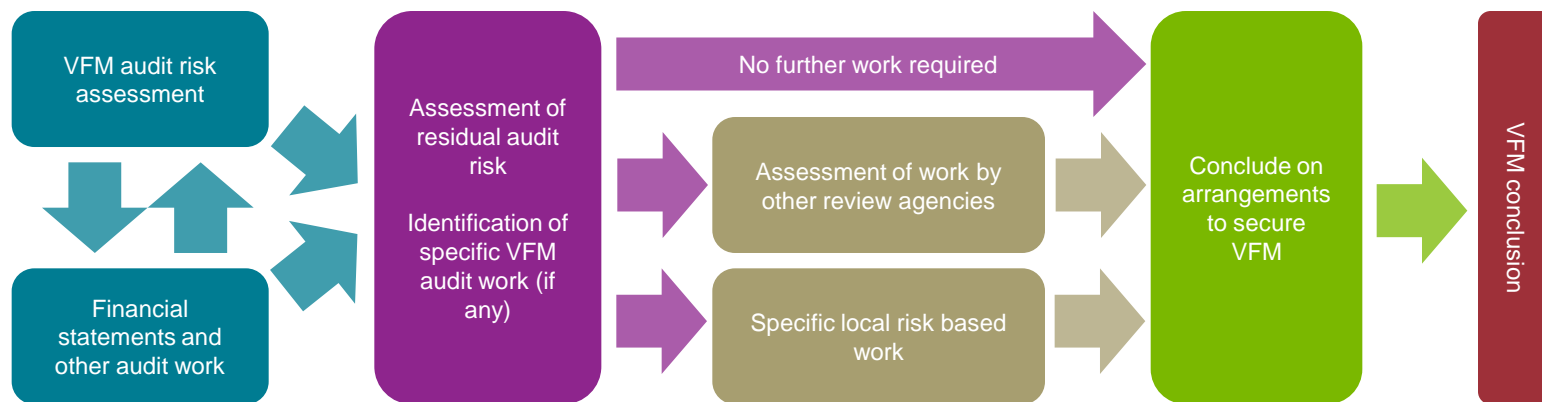 VFM audit risk
assessment
Financial
statements and
other audit work
Assessment of
residual audit
risk
Identification of
specific VFM
audit work (if
any)
No further work required
Assessment of work by
other review agencies
Specific local risk based
work
Conclude on
arrangements
to secure
VFM
VFM conclusion